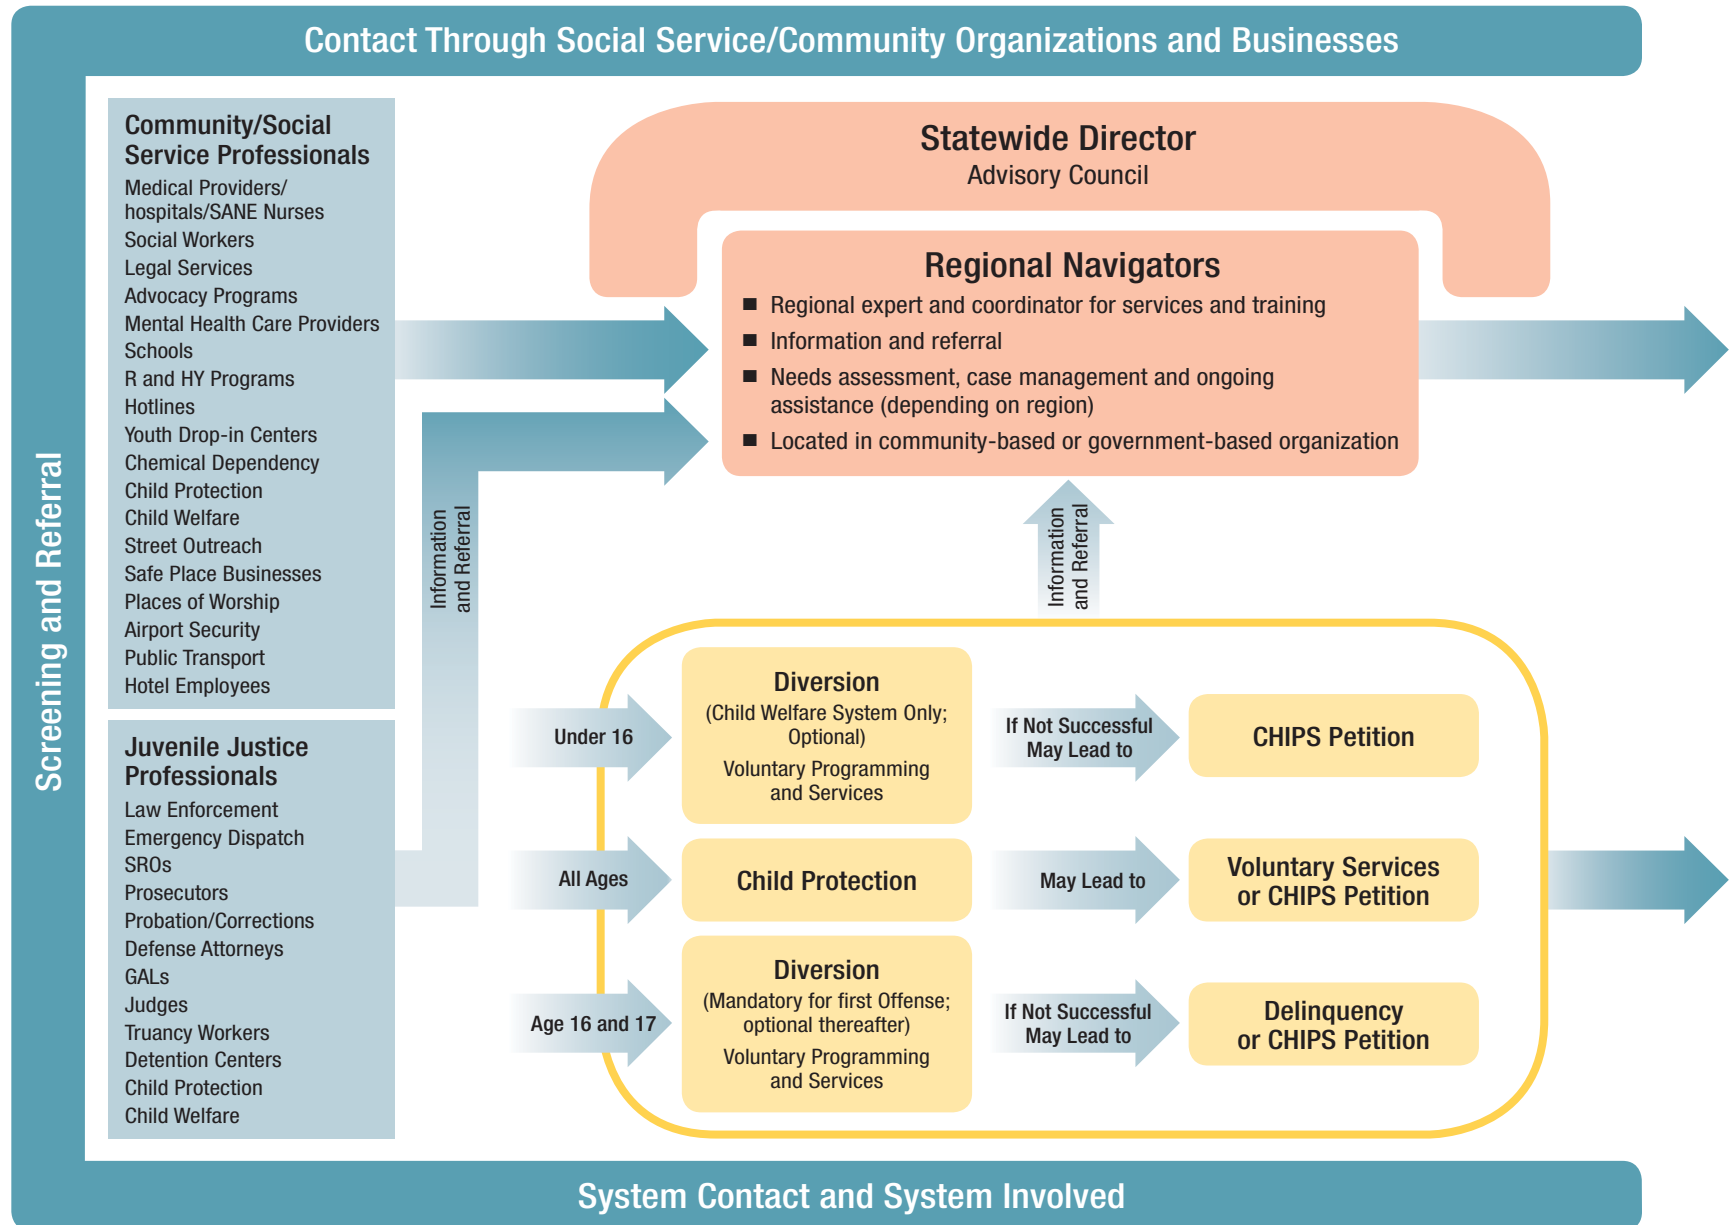 Contact Through Social Service/Community Organizations and Businesses
Screening and Referral
Community/Social
Service Professionals
Medical Providers/
hospitals/SANE Nurses
Social Workers
Legal Services
Advocacy Programs
Mental Health Care Providers
Schools
R and HY Programs
Hotlines
Youth Drop-in Centers
Chemical Dependency
Child Protection
Child Welfare
Street Outreach
Safe Place Businesses
Places of Worship
Airport Security
Public Transport
Hotel Employees
Juvenile Justice
Professionals
Law Enforcement
Emergency Dispatch
SROs
Prosecutors
Probation/Corrections
Defense Attorneys
GALs
Judges
Truancy Workers
Detention Centers
Child Protection
Child Welfare
Information
and Referral
Statewide Director
Advisory Council
Regional Navigators
■ Regional expert and coordinator for services and training
■ Information and referral
■ Needs assessment, case management and ongoing
assistance (depending on region)
■ Located in community-based or government-based organization
Information
and Referral
Under 16
Diversion
(Child Welfare System Only;
Optional)
Voluntary Programming
and Services
If Not Successful
May Lead to
CHIPS Petition
All Ages
Child Protection
May Lead to
Voluntary Services
or CHIPS Petition
Age 16 and 17
Diversion
(Mandatory for first Offense;
optional thereafter)
Voluntary Programming
and Services
If Not Successful
May Lead to
Delinquency
or CHIPS Petition
System Contact and System Involved